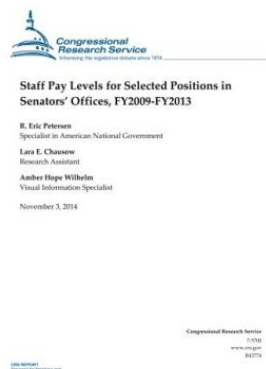 Congressional
Research Service
Informing the legislative debate since 1914
Staff Pay Levels for Selected Positions in
Senators' Offices, FY2009-FY2013
R. Eric Petersen
Specialist in American National Government
Lara E. Chausow
Research Assistant
Amber Hope Wilhelm
Visual Information Specialist
November 3, 2014
Congressional Research Service
7-5700
www.crs.gov
CRS REPORT